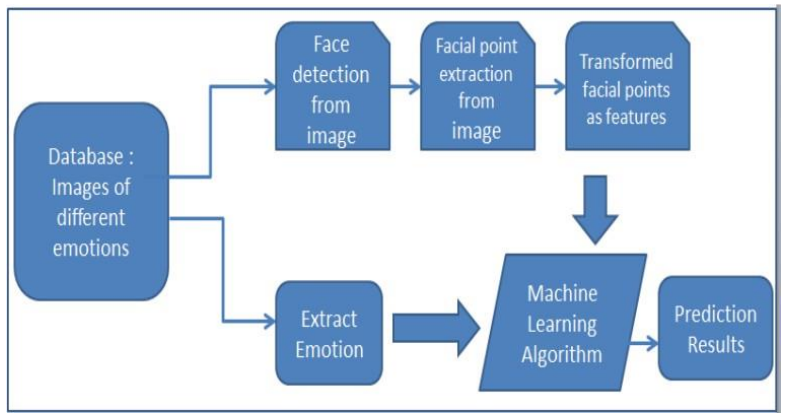 Face
detection
from
image
Facial point
extraction
from
image
Transformed
facial points
as features
Database :
Images of
different
emotions
Extract
Emotion
Machine
Learning
Algorithm
Prediction
Results